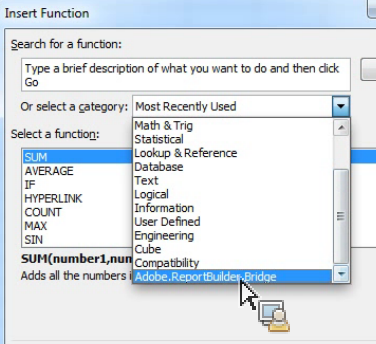 Insert Function
Search for a function:
Type a brief description of what you want to do and then click
Go
Or select a category: Most Recently Used
Math & Trig
Statistical
Lookup & Reference
Database
Text
Logical
Information
User Defined
Engineering
Cube
Compatibility
Adobe.ReportBuilder.Bridge
Select a function:
SUM
AVERAGE
IF
HYPERLINK
COUNT
MAX
SIN
SUM(number1,num
Adds all the numbers i